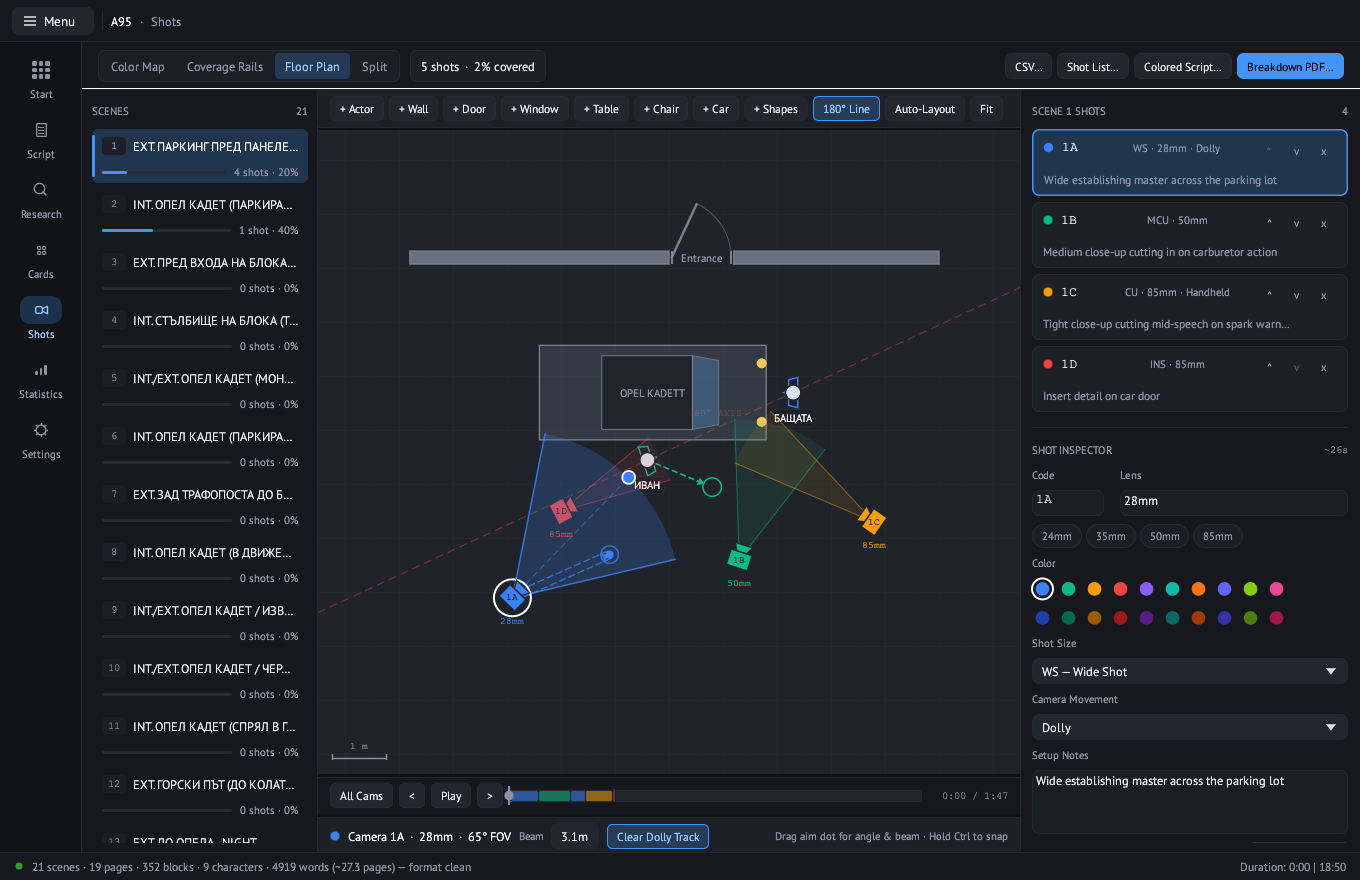 Menu
A95 · Shots
Start
Script
Research
Cards
Shots
Statistics
Settings
Color Map
Coverage Rails
Floor Plan
Split
5 shots · 2% covered
CSV...
Shot List...
Colored Script...
Breakdown PDF...
SCENES 21
1 EXT. ПАРКИНГ ПРЕД ПАНЕЛЕ...
4 shots · 20%
2 INT. ОПЕЛ КАДЕТ (ПАРКИРА...
1 shot · 40%
3 EXT. ПРЕД ВХОДА НА БЛОКА...
0 shots · 0%
4 INT. СТЪЛБИЩЕ НА БЛОКА (Т...
0 shots · 0%
5 INT./EXT. ОПЕЛ КАДЕТ (МОН...
0 shots · 0%
6 INT. ОПЕЛ КАДЕТ (ПАРКИРА...
0 shots · 0%
7 EXT. ЗАД ТРАФОПОСТА ДО Б...
0 shots · 0%
8 INT. ОПЕЛ КАДЕТ (В ДВИЖЕ...
0 shots · 0%
9 INT./EXT. ОПЕЛ КАДЕТ / ИЗВ...
0 shots · 0%
10 INT./EXT. ОПЕЛ КАДЕТ / ЧЕР...
0 shots · 0%
11 INT. ОПЕЛ КАДЕТ (СПРЯЛ В Г...
0 shots · 0%
12 EXT. ГОРСКИ ПЪТ (ДО КОЛАТ...
0 shots · 0%
+ Actor
+ Wall
+ Door
+ Window
+ Table
+ Chair
+ Car
+ Shapes
180° Line
Auto-Layout
Fit
Entrance
OPEL KADETT
AXIS
БАЩАТА
ИВАН
1D
85mm
1C
85mm
1B
50mm
1A
28mm
1 m
All Cams
<
Play
>
0:00 / 1:47
Camera 1A · 28mm · 65° FOV
Beam
3.1m
Clear Dolly Track
Drag aim dot for angle & beam · Hold Ctrl to snap
SCENE 1 SHOTS 4
1A WS · 28mm · Dolly ^ v x
Wide establishing master across the parking lot
1B MCU · 50mm ^ v x
Medium close-up cutting in on carburetor action
1C CU · 85mm · Handheld ^ v x
Tight close-up cutting mid-speech on spark warn...
1D INS · 85mm ^ v x
Insert detail on car door
SHOT INSPECTOR ~26s
Code Lens
1A 28mm
24mm 35mm 50mm 85mm
Color
Shot Size
WS — Wide Shot
Camera Movement
Dolly
Setup Notes
Wide establishing master across the parking lot
21 scenes · 19 pages · 352 blocks · 9 characters · 4919 words (~27.3 pages) — format clean
Duration: 0:00 | 18:50